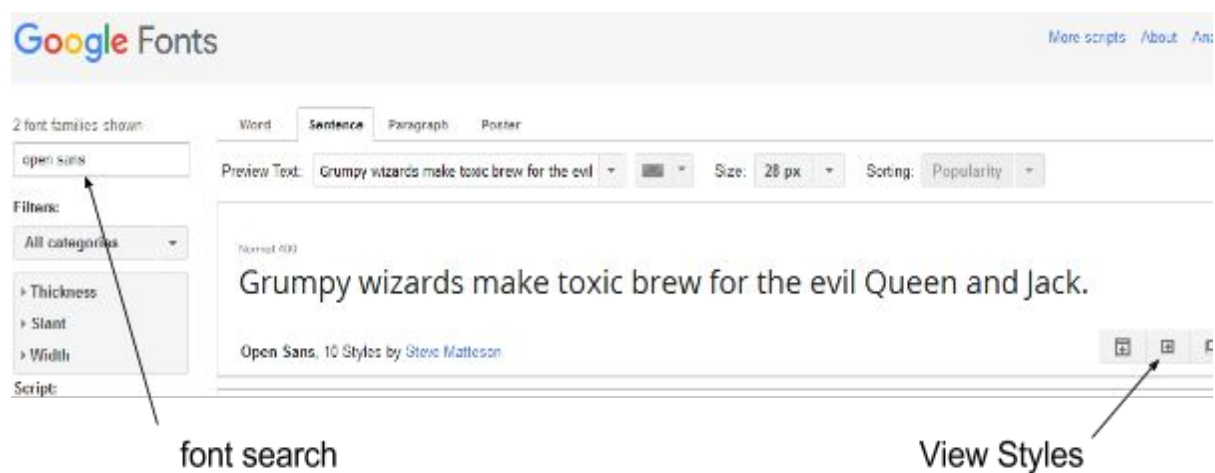 Google Fonts
More scripts About
2 font families shown
Word Sentence Paragraph Poster
open sans
Preview Text: Grumpy wizards make toxic brew for the evil Size: 28 px Sorting: Popularity
Filters:
All categories
Normal 400
Grumpy wizards make toxic brew for the evil Queen and Jack.
Thickness
Slant
Width
Open Sans, 10 Styles by Steve Matteson
Script:
font search
View Styles